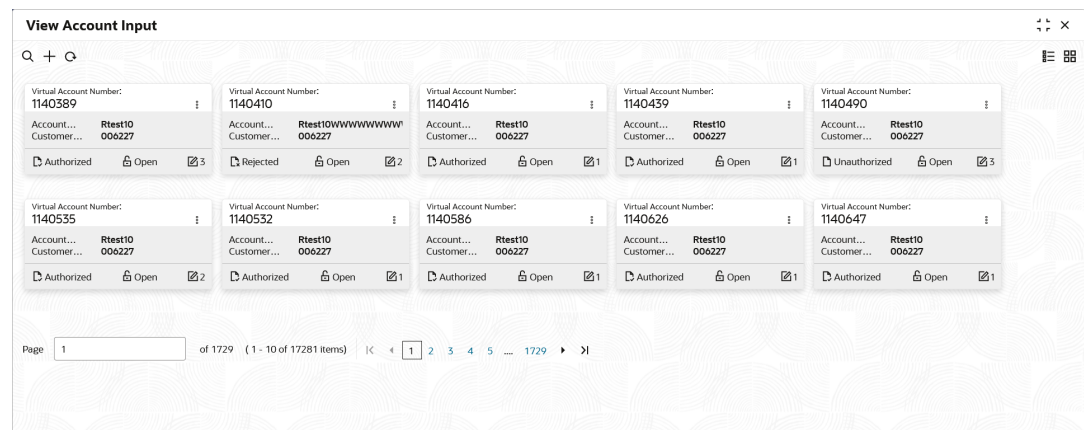 View Account Input
Virtual Account Number: Virtual Account Number: Virtual Account Number: Virtual Account Number: Virtual Account Number:
1140389 1140410 1140416 1140439 1140490
Account... Rtest10 Account... Rtest10WWWWWWWW Account... Rtest10 Account... Rtest10 Account... Rtest10
Customer... 006227 Customer... 006227 Customer... 006227 Customer... 006227 Customer... 006227
Authorized Open 3 Rejected Open 2 Authorized Open 1 Authorized Open 1 Unauthorized Open 3
Virtual Account Number: Virtual Account Number: Virtual Account Number: Virtual Account Number: Virtual Account Number:
1140535 1140532 1140586 1140626 1140647
Account... Rtest10 Account... Rtest10 Account... Rtest10 Account... Rtest10 Account... Rtest10
Customer... 006227 Customer... 006227 Customer... 006227 Customer... 006227 Customer... 006227
Authorized Open 2 Authorized Open 1 Authorized Open 1 Authorized Open 1 Authorized Open 1
Page 1 of 1729 ( 1 - 10 of 17281 items) 1 2 3 4 5 .... 1729